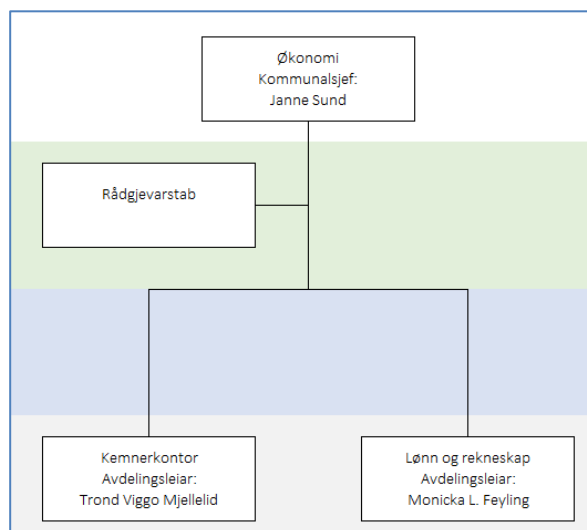 Økonomi
Kommunalsjef:
Janne Sund
Rådgjevarstab
Kemnerkontor
Avdelingsleiar:
Trond Viggo Mjellelid
Lønn og rekneskap
Avdelingsleiar:
Monicka L. Feyling